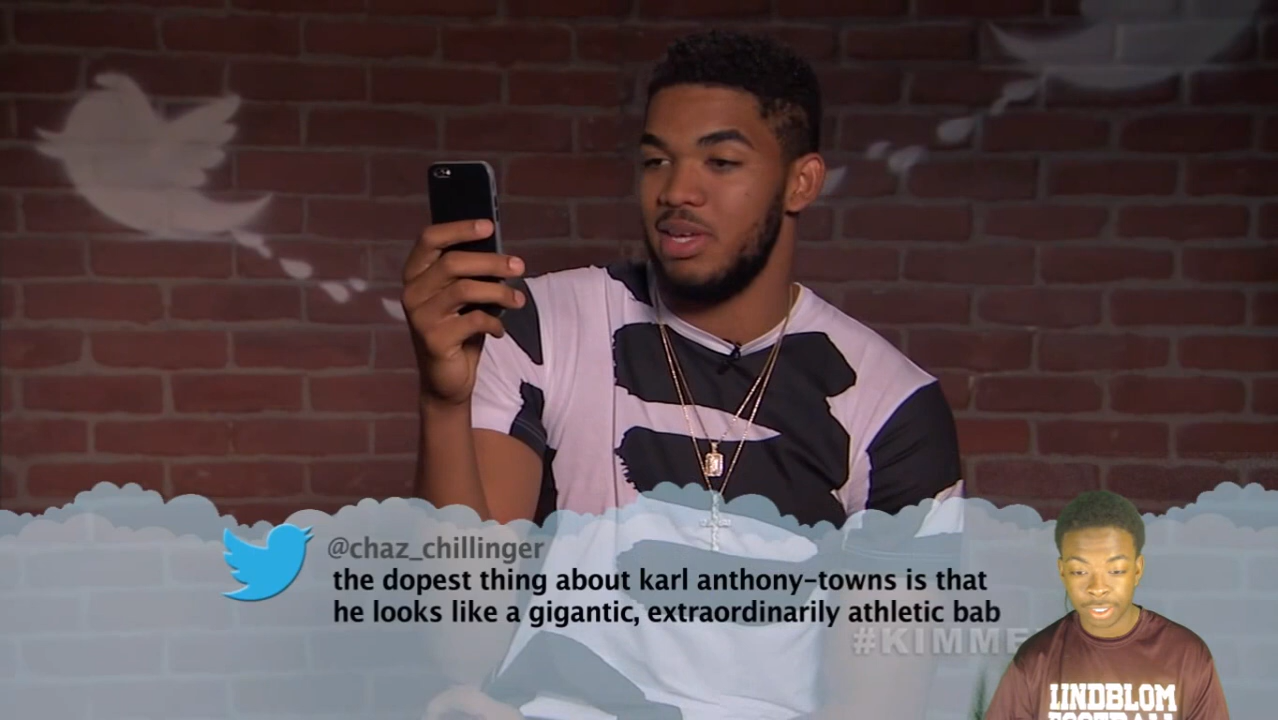 @chaz_chillinger
the dopest thing about karl anthony-towns is that
he looks like a gigantic, extraordinarily athletic bab
#KIMME
LINDBLOM
FOOTBALL